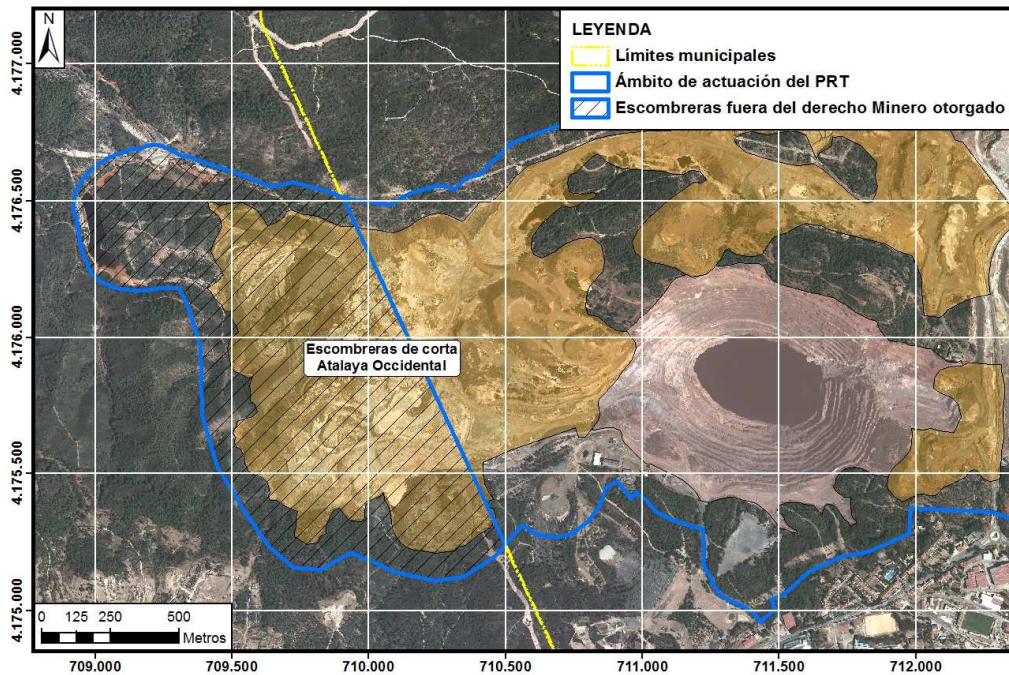 N
LEYENDA
Límites municipales
Ámbito de actuación del PRT
Escombreras fuera del derecho Minero otorgado
4.177.000
4.176.500
4.176.000
4.175.500
4.175.000
Escombreras de corta
Atalaya Occidental
0 125 250 500
Metros
709.000 709.500 710.000 710.500 711.000 711.500 712.000